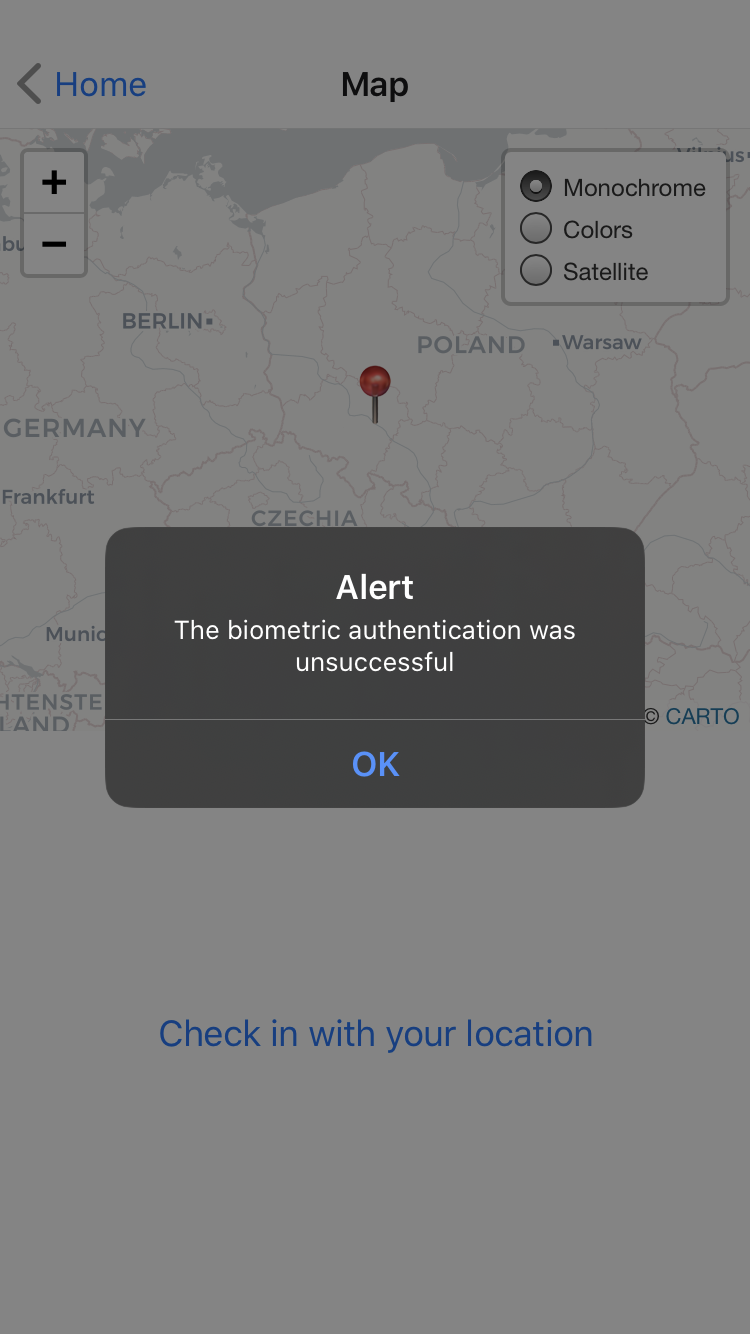 Home
Map
Vilnius
+
−
Monochrome
Colors
Satellite
BERLIN
POLAND
Warsaw
GERMANY
Frankfurt
CZECHIA
Alert
The biometric authentication was
unsuccessful
Munic
HTENSTE
LAND
© CARTO
OK
Check in with your location